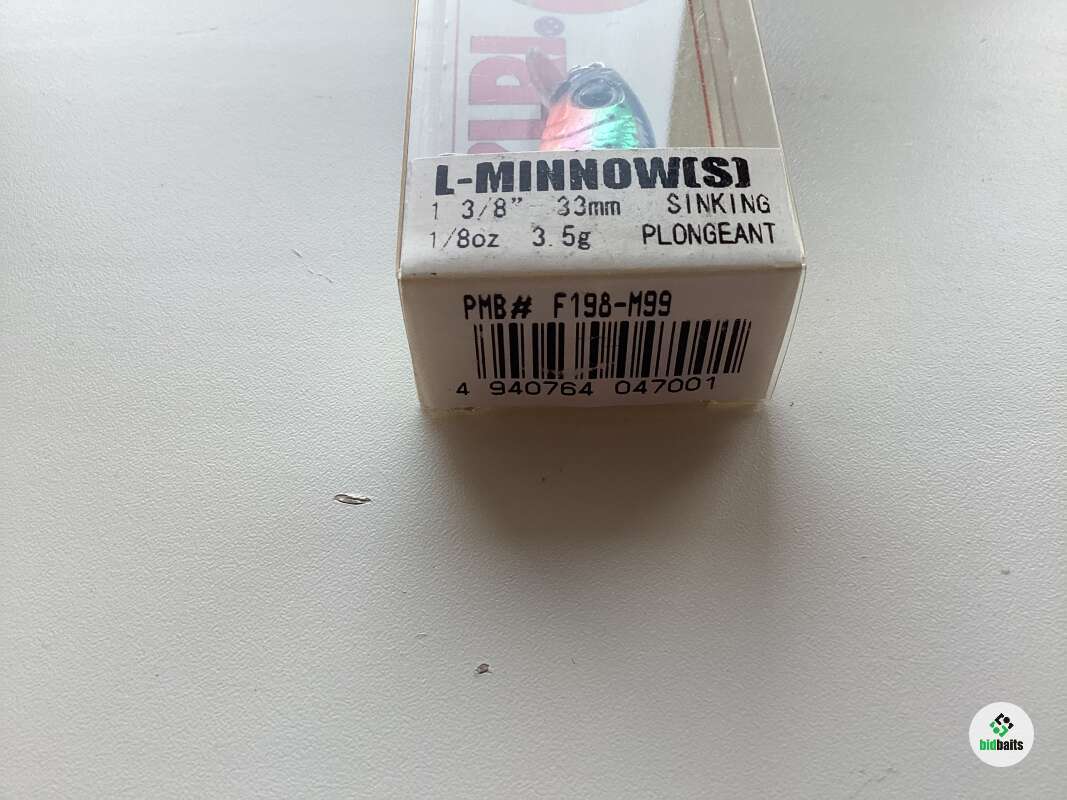 L-MINNOW(S)
1 3/8" 33mm SINKING
1/8oz 3.5g PLONGEANT
PMB# F198-M99
4 940764 047001
bidbaits